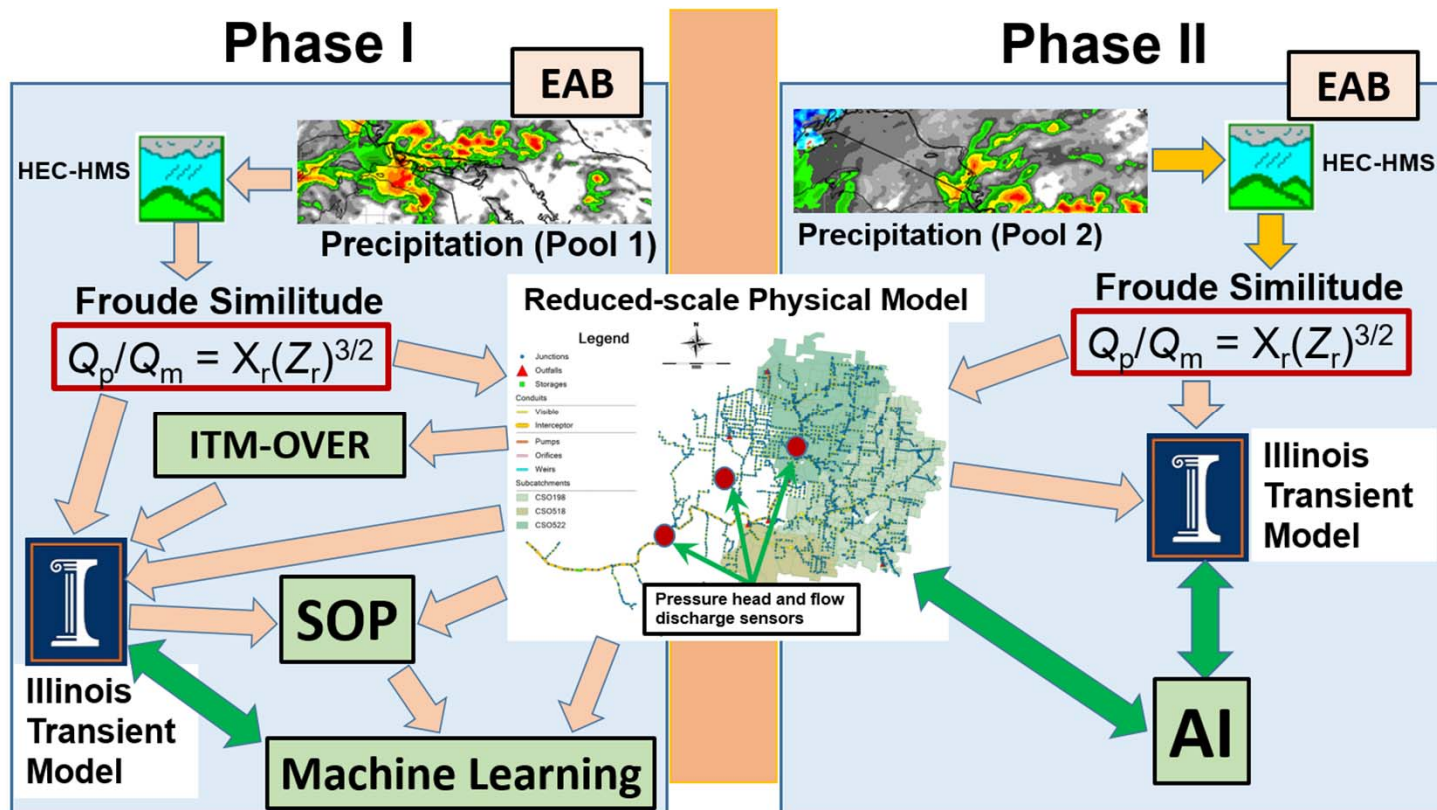 Phase I
EAB
HEC-HMS
Precipitation (Pool 1)
Froude Similitude
Qp/Qm = Xr(Zr)3/2
ITM-OVER
SOP
Illinois
Transient
Model
Machine Learning
Reduced-scale Physical Model
Legend
N
Junctions
Outfalls
Storages
Conduits
Visible
Interceptor
Pumps
Orifices
Weirs
Subcatchments
CSO198
CSO518
CSO522
Pressure head and flow
discharge sensors
Phase II
EAB
HEC-HMS
Precipitation (Pool 2)
Froude Similitude
Qp/Qm = Xr(Zr)3/2
Illinois
Transient
Model
AI